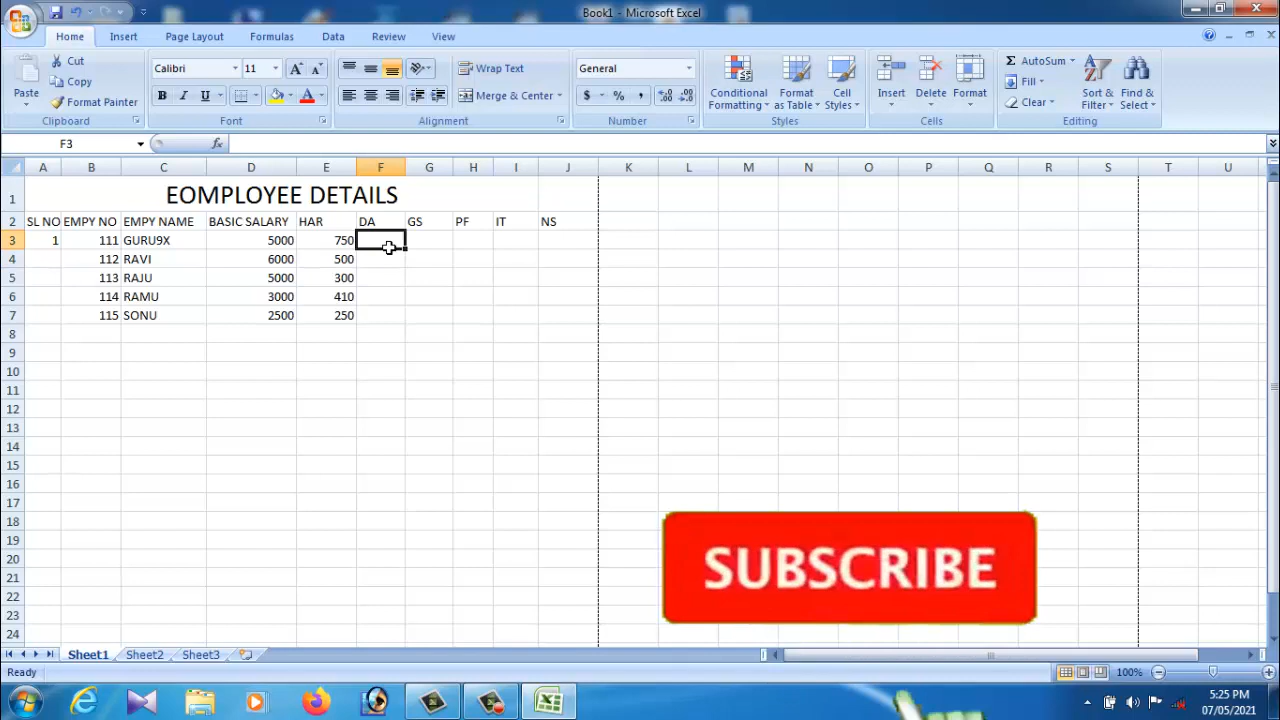 Book1 - Microsoft Excel
Home Insert Page Layout Formulas Data Review View
Paste Cut Copy Format Painter Clipboard
Calibri 11 A A B I U A Font
Wrap Text Merge & Center Alignment
General $ % , Number
Conditional Formatting Format as Table Cell Styles Styles
Insert Delete Format Cells
Σ AutoSum Fill Clear Sort & Filter Find & Select Editing
F3 fx
A B C D E F G H I J K L M N O P Q R S T U
1 EOMPLOYEE DETAILS
2 SL NO EMPY NO EMPY NAME BASIC SALARY HAR DA GS PF IT NS
3 1 111 GURU9X 5000 750
4 112 RAVI 6000 500
5 113 RAJU 5000 300
6 114 RAMU 3000 410
7 115 SONU 2500 250
8
9
10
11
12
13
14
15
16
17
18
19
20
21
22
23
24
SUBSCRIBE
Sheet1 Sheet2 Sheet3
Ready 100%
5:25 PM
07/05/2021